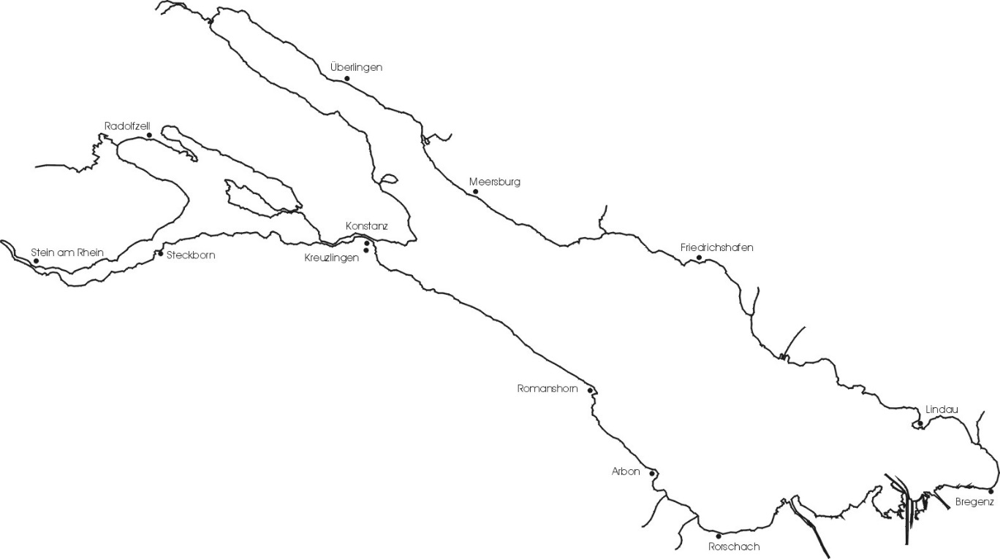 Überlingen
Radolfzell
Meersburg
Konstanz
Friedrichshafen
Stein am Rhein
Steckborn
Kreuzlingen
Romanshorn
Lindau
Arbon
Bregenz
Rorschach